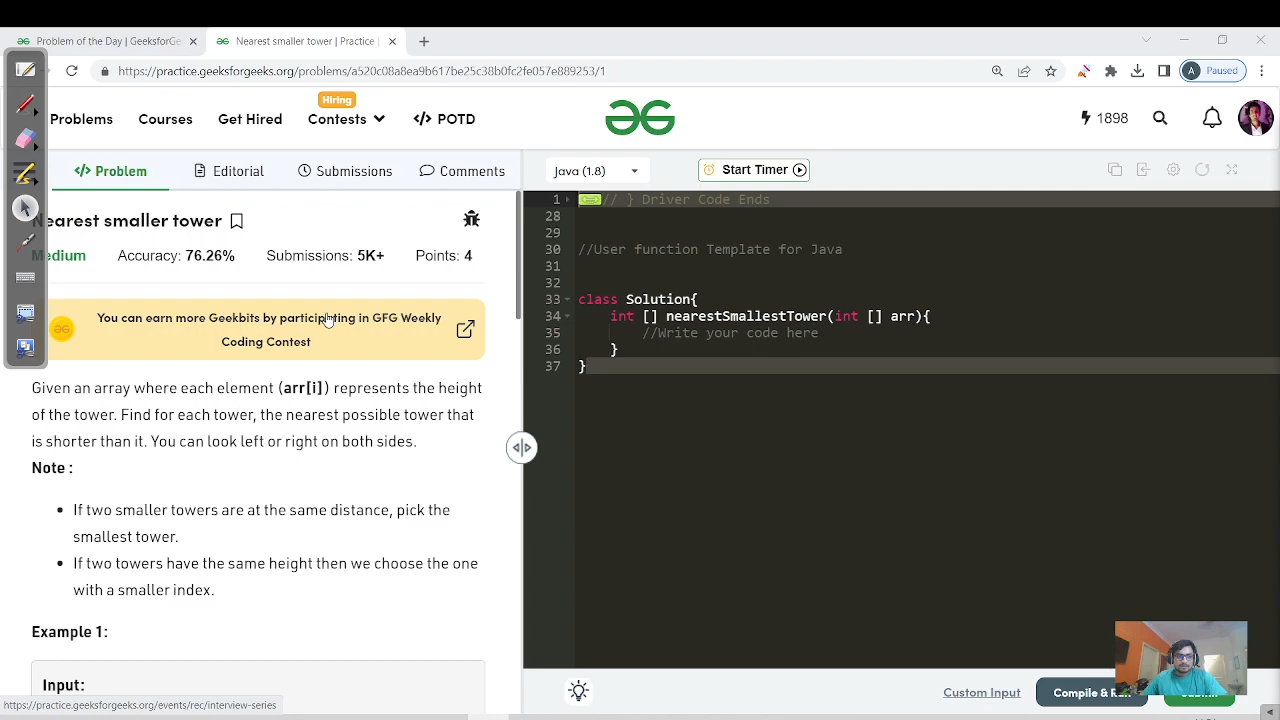 Problem of the Day | GeeksforGe
Nearest smaller tower | Practice |
https://practice.geeksforgeeks.org/problems/a520c08a8ea9b617be25c38b0fc2fed57e889253/1
A Paused
Problems
Courses
Get Hired
Hiring
Contests
</> POTD
1898
</> Problem
Editorial
Submissions
Comments
Java (1.8)
Start Timer
Nearest smaller tower
Medium
Accuracy: 76.26%
Submissions: 5K+
Points: 4
You can earn more Geekbits by participating in GFG Weekly
Coding Contest
Given an array where each element (arr[i]) represents the height
of the tower. Find for each tower, the nearest possible tower that
is shorter than it. You can look left or right on both sides.
Note :
• If two smaller towers are at the same distance, pick the
smallest tower.
• If two towers have the same height then we choose the one
with a smaller index.
Example 1:
Input:
https://practice.geeksforgeeks.org/events/rec/interview-series
1 // } Driver Code Ends
28
29
30 //User function Template for Java
31
32
33 class Solution{
34 int [] nearestSmallestTower(int [] arr){
35 //Write your code here
36 }
37 }
Custom Input
Compile & R